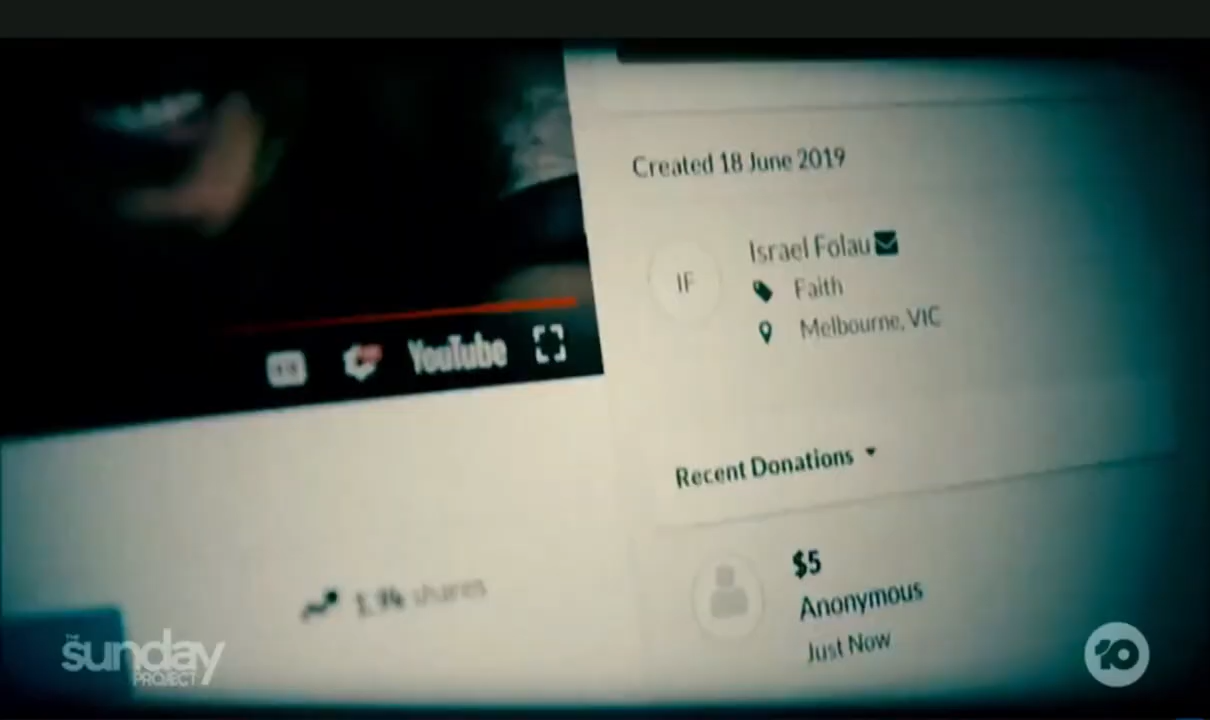 Created 18 June 2019
IF
Israel Folau
Faith
Melbourne, VIC
YouTube
Recent Donations
$5
Anonymous
Just Now
shares
THE
sunday
PROJECT
10